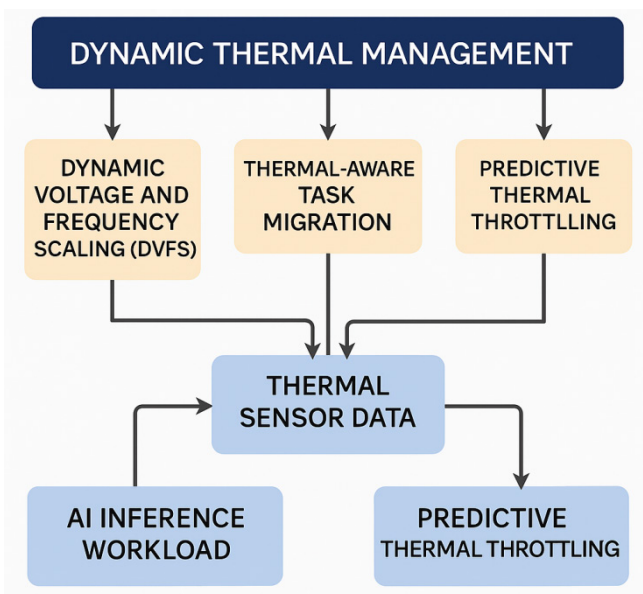 DYNAMIC THERMAL MANAGEMENT
DYNAMIC
VOLTAGE AND
FREQUENCY
SCALING (DVFS)
THERMAL-AWARE
TASK
MIGRATION
PREDICTIVE
THERMAL
THROTTLLING
THERMAL
SENSOR DATA
AI INFERENCE
WORKLOAD
PREDICTIVE
THERMAL THROTTLING